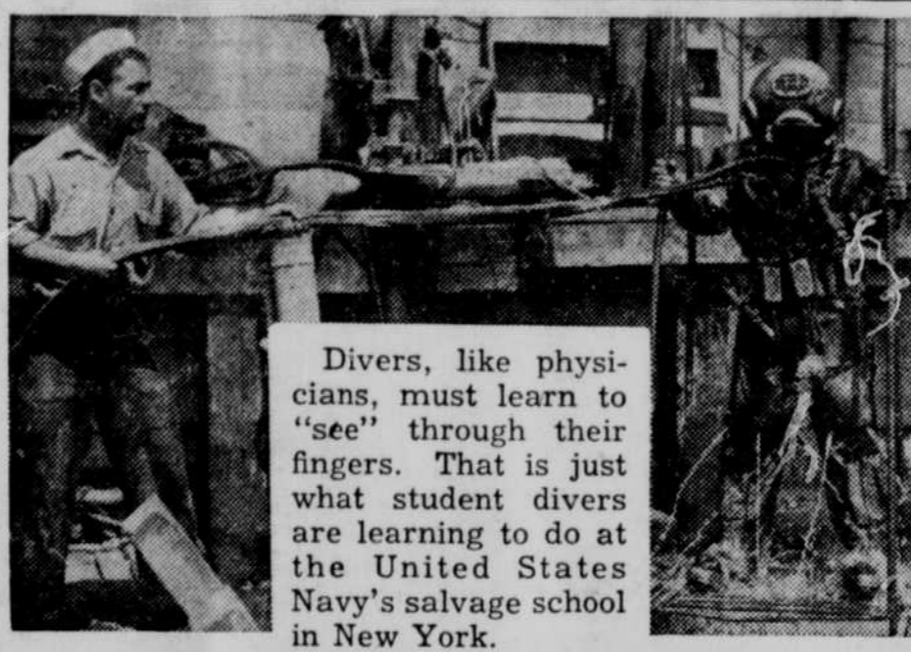 Divers, like physi-
cians, must learn to
"see" through their
fingers. That is just
what student divers
are learning to do at
the United States
Navy's salvage school
in New York.